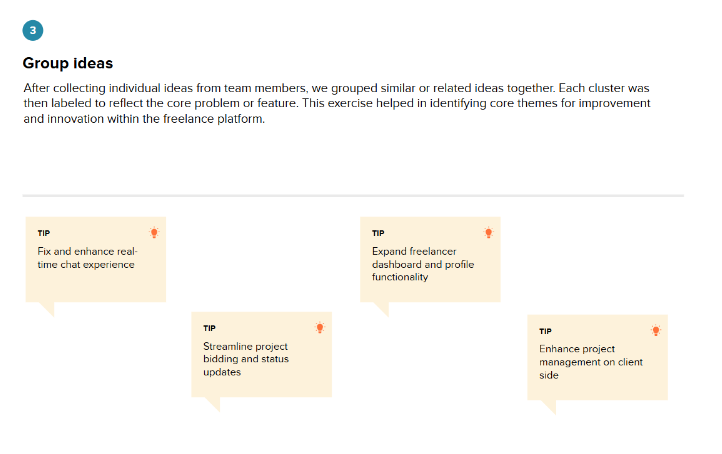 3
Group ideas
After collecting individual ideas from team members, we grouped similar or related ideas together. Each cluster was
then labeled to reflect the core problem or feature. This exercise helped in identifying core themes for improvement
and innovation within the freelance platform.
TIP
Fix and enhance real-
time chat experience
TIP
Streamline project
bidding and status
updates
TIP
Expand freelancer
dashboard and profile
functionality
TIP
Enhance project
management on client
side